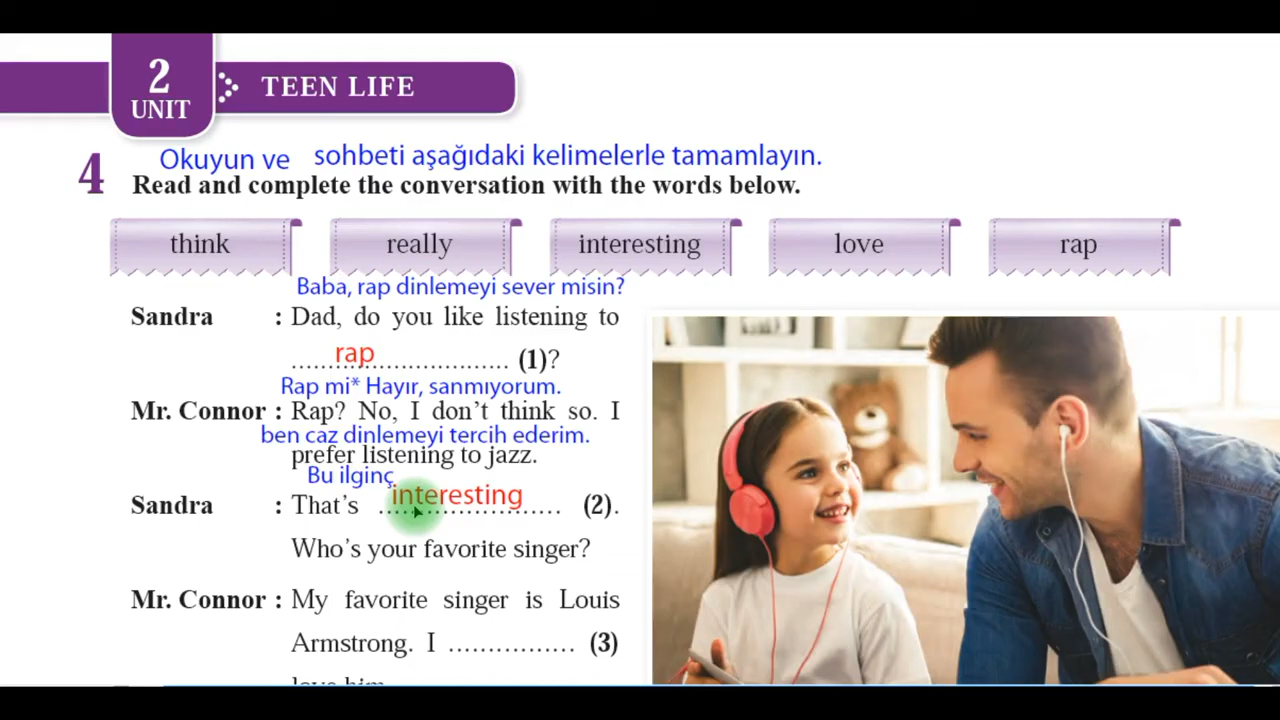 2
UNIT
TEEN LIFE
Okuyun ve sohbeti aşağıdaki kelimelerle tamamlayın.
4 Read and complete the conversation with the words below.
think really interesting love rap
Baba, rap dinlemeyi sever misin?
Sandra : Dad, do you like listening to
......rap...................... (1)?
Rap mi* Hayır, sanmıyorum.
Mr. Connor : Rap? No, I don't think so. I
ben caz dinlemeyi tercih ederim.
prefer listening to jazz.
Bu ilginç
Sandra : That's ..interesting...... (2).
Who's your favorite singer?
Mr. Connor : My favorite singer is Louis
Armstrong. I ................ (3)
love him